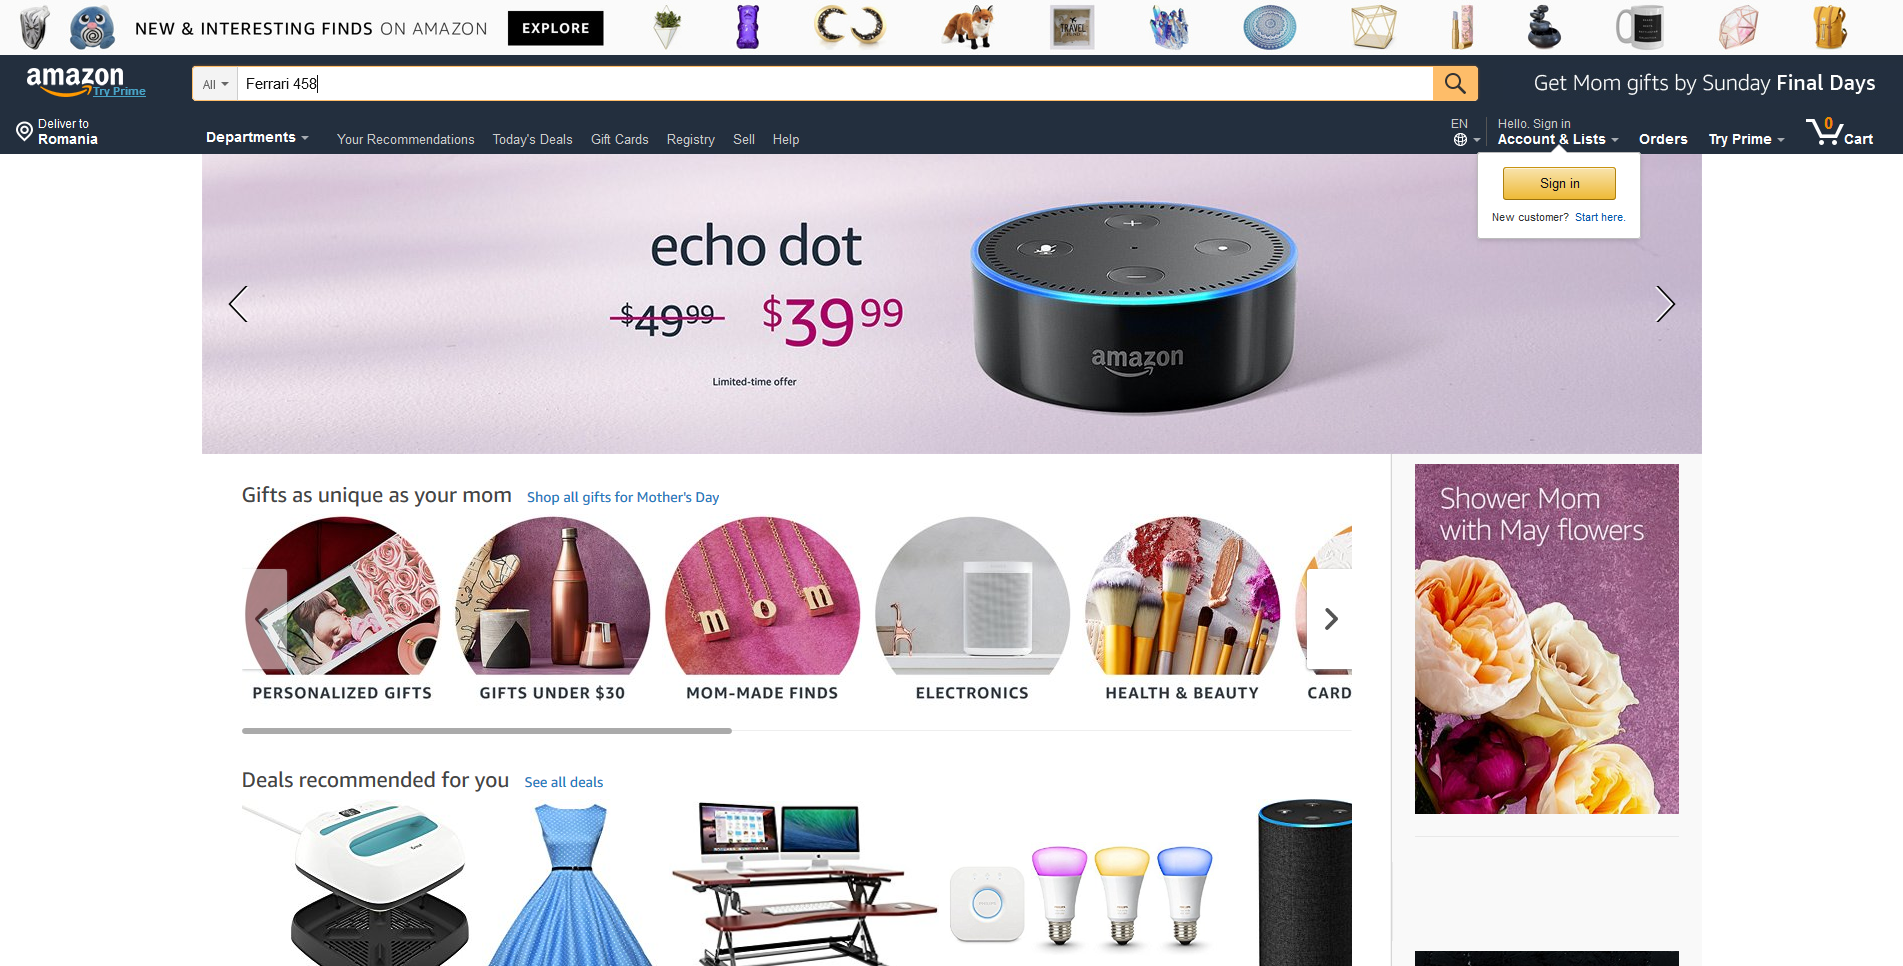 NEW & INTERESTING FINDS ON AMAZON EXPLORE
TRAVEL
amazon
Try Prime
All
Ferrari 458
Get Mom gifts by Sunday Final Days
Deliver to
Romania
Departments
Your Recommendations
Today's Deals
Gift Cards
Registry
Sell
Help
EN
Hello. Sign in
Account & Lists
Orders
Try Prime
0
Cart
Sign in
New customer? Start here.
echo dot
$49.99 $39.99
Limited-time offer
amazon
Gifts as unique as your mom Shop all gifts for Mother's Day
Shower Mom
with May flowers
mom
PERSONALIZED GIFTS
GIFTS UNDER $30
MOM-MADE FINDS
ELECTRONICS
HEALTH & BEAUTY
CARD
Deals recommended for you See all deals